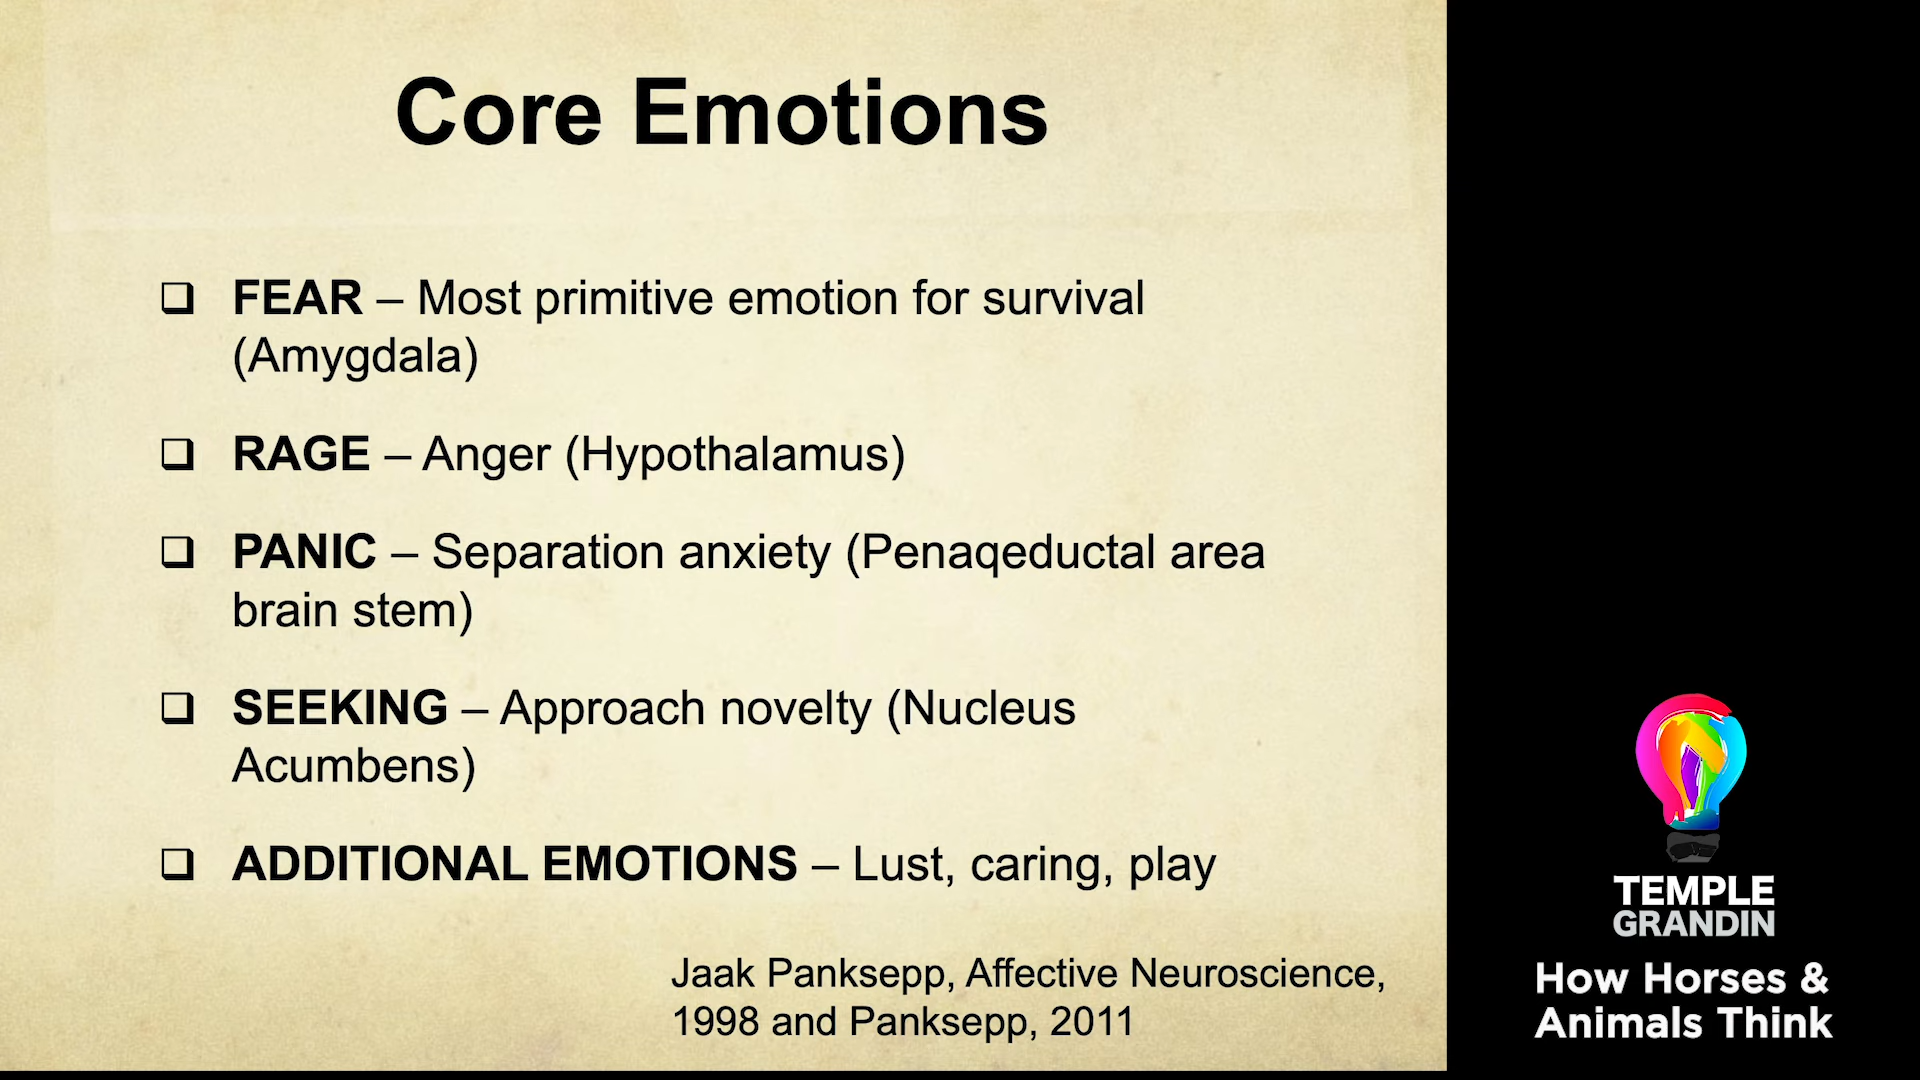 Core Emotions
❑ FEAR – Most primitive emotion for survival
(Amygdala)
❑ RAGE – Anger (Hypothalamus)
❑ PANIC – Separation anxiety (Penaqeductal area
brain stem)
❑ SEEKING – Approach novelty (Nucleus
Acumbens)
❑ ADDITIONAL EMOTIONS – Lust, caring, play
Jaak Panksepp, Affective Neuroscience,
1998 and Panksepp, 2011
TEMPLE
GRANDIN
How Horses &
Animals Think